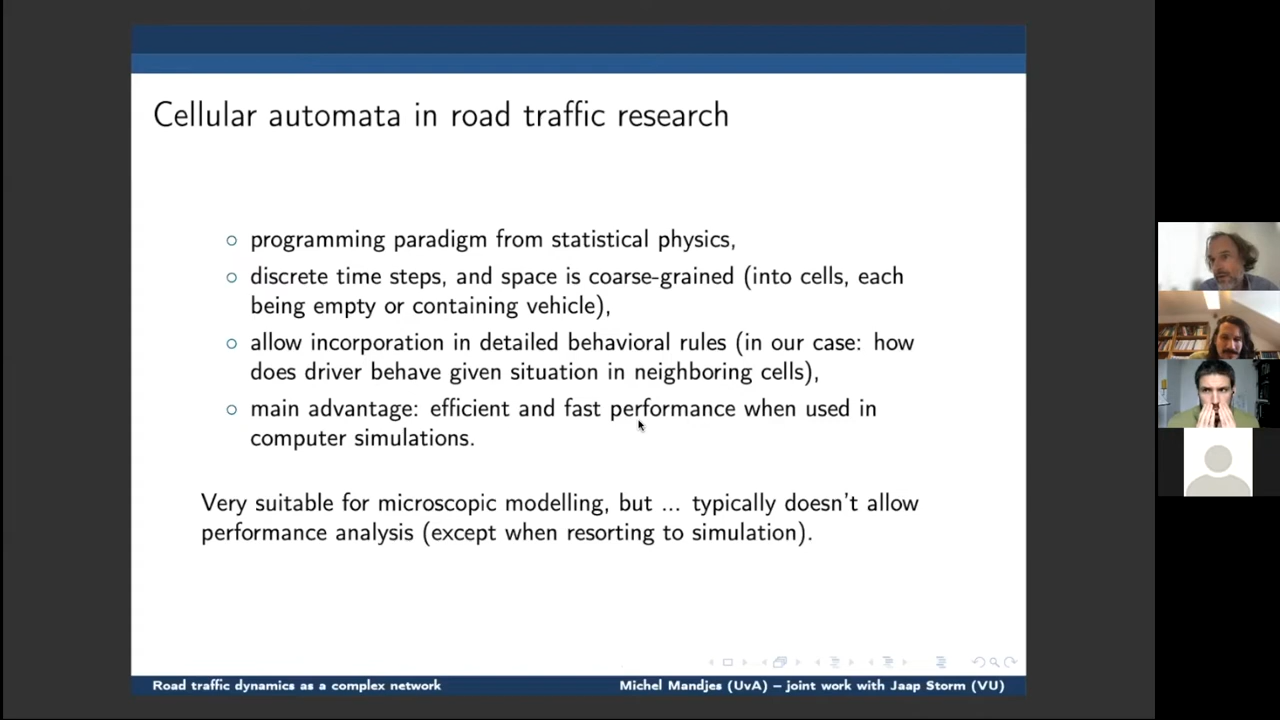 Cellular automata in road traffic research
programming paradigm from statistical physics,
discrete time steps, and space is coarse-grained (into cells, each
being empty or containing vehicle),
allow incorporation in detailed behavioral rules (in our case: how
does driver behave given situation in neighboring cells),
main advantage: efficient and fast performance when used in
computer simulations.
Very suitable for microscopic modelling, but ... typically doesn't allow
performance analysis (except when resorting to simulation).
Road traffic dynamics as a complex network
Michel Mandjes (UvA) – joint work with Jaap Storm (VU)